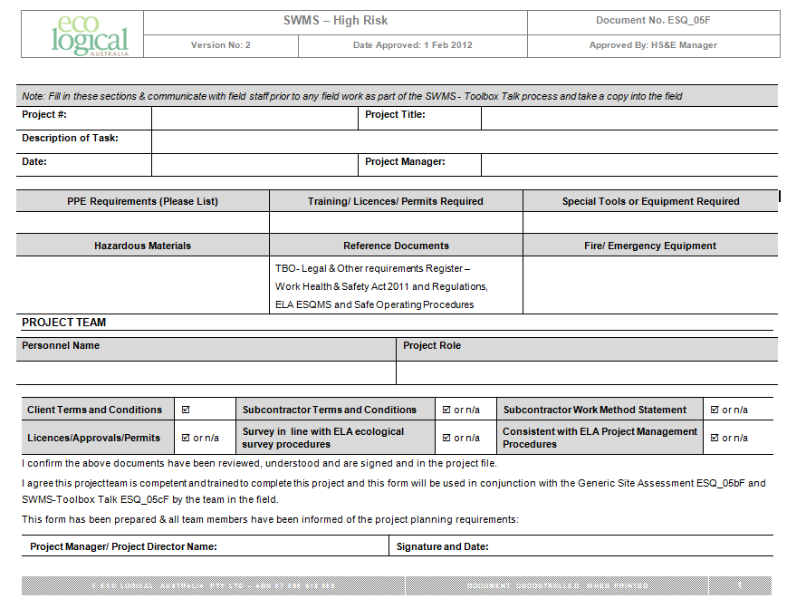 eco
logical
AUSTRALIA
SWMS – High Risk
Document No. ESQ_05F
Version No: 2
Date Approved: 1 Feb 2012
Approved By: HS&E Manager
Note: Fill in these sections & communicate with field staff prior to any field work as part of the SWMS - Toolbox Talk process and take a copy into the field
Project #:
Project Title:
Description of Task:
Date:
Project Manager:
PPE Requirements (Please List)
Training/ Licences/ Permits Required
Special Tools or Equipment Required
Hazardous Materials
Reference Documents
Fire/ Emergency Equipment
TBO- Legal & Other requirements Register –
Work Health & Safety Act 2011 and Regulations,
ELA ESQMS and Safe Operating Procedures
PROJECT TEAM
Personnel Name
Project Role
Client Terms and Conditions ☑
Subcontractor Terms and Conditions ☑ or n/a
Subcontractor Work Method Statement ☑ or n/a
Licences/Approvals/Permits ☑ or n/a
Survey in line with ELA ecological
survey procedures ☑ or n/a
Consistent with ELA Project Management
Procedures ☑ or n/a
I confirm the above documents have been reviewed, understood and are signed and in the project file.
I agree this project team is competent and trained to complete this project and this form will be used in conjunction with the Generic Site Assessment ESQ_05bF and
SWMS-Toolbox Talk ESQ_05cF by the team in the field.
This form has been prepared & all team members have been informed of the project planning requirements:
Project Manager/ Project Director Name:
Signature and Date:
© ECO LOGICAL AUSTRALIA PTY LTD – ABN 87 096 512 088
DOCUMENT UNCONTROLLED WHEN PRINTED
1